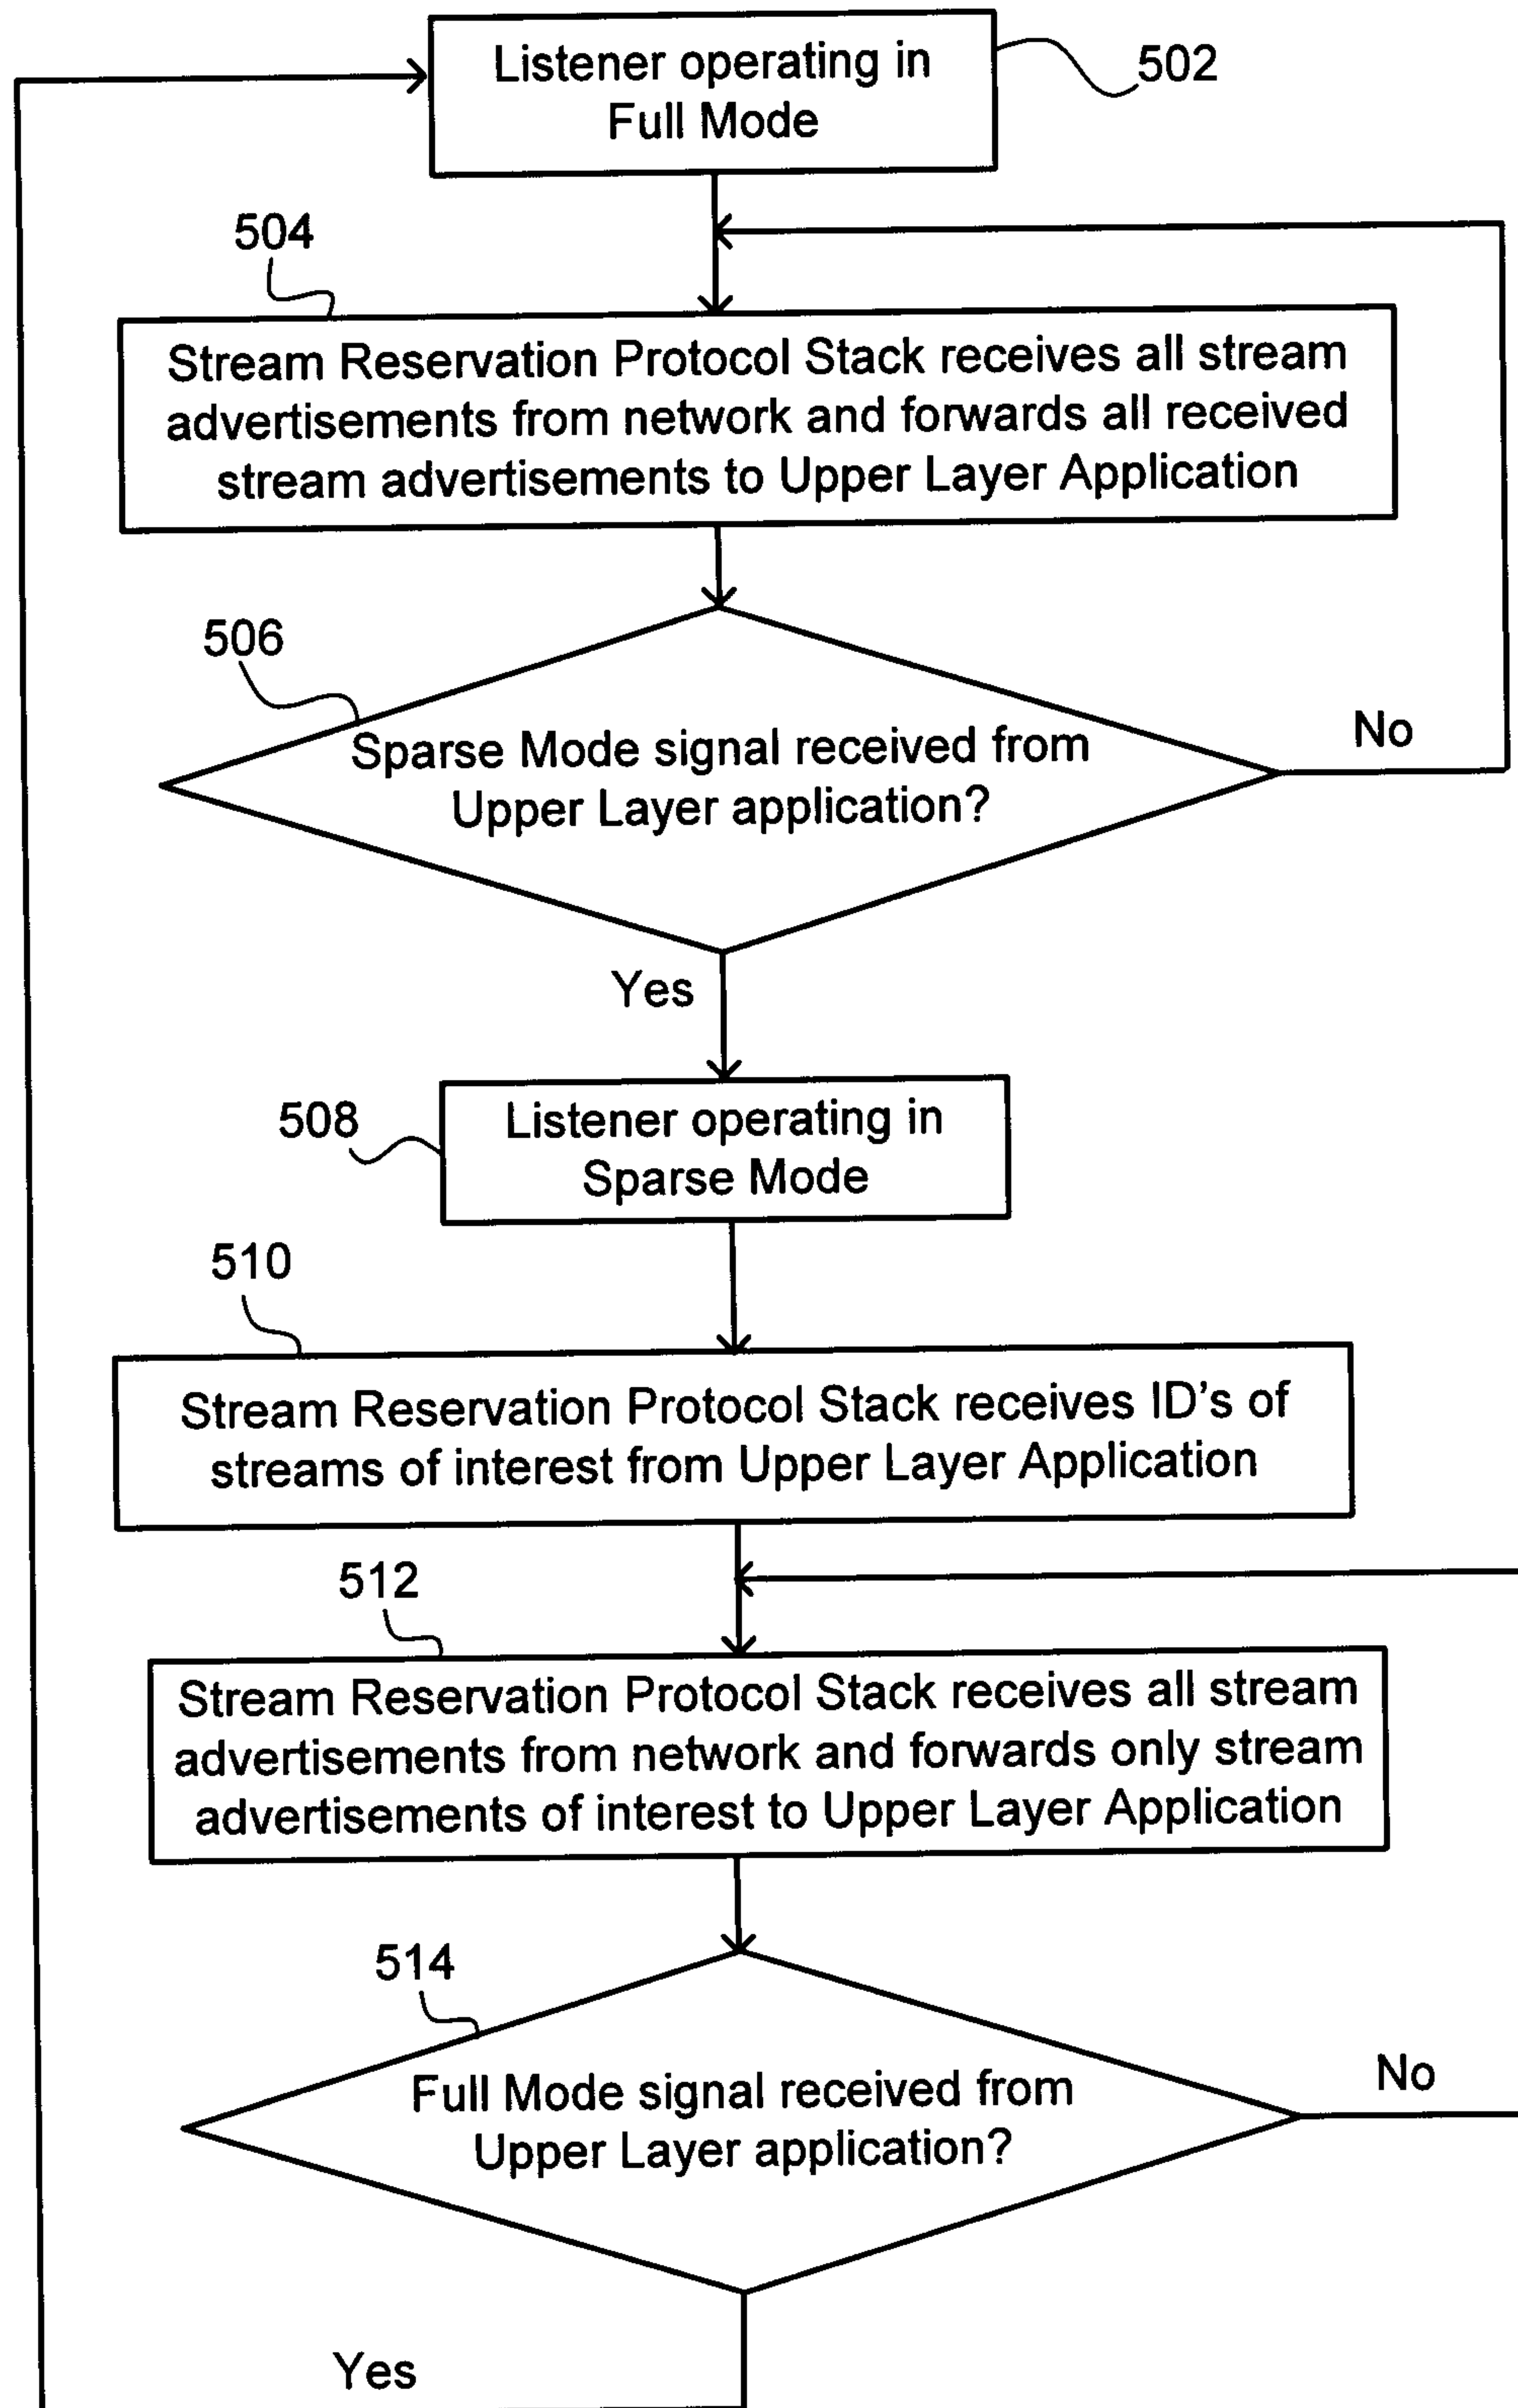 Listener operating in
Full Mode
502
504
Stream Reservation Protocol Stack receives all stream
advertisements from network and forwards all received
stream advertisements to Upper Layer Application
506
Sparse Mode signal received from
Upper Layer application?
No
Yes
508
Listener operating in
Sparse Mode
510
Stream Reservation Protocol Stack receives ID's of
streams of interest from Upper Layer Application
512
Stream Reservation Protocol Stack receives all stream
advertisements from network and forwards only stream
advertisements of interest to Upper Layer Application
514
Full Mode signal received from
Upper Layer application?
No
Yes